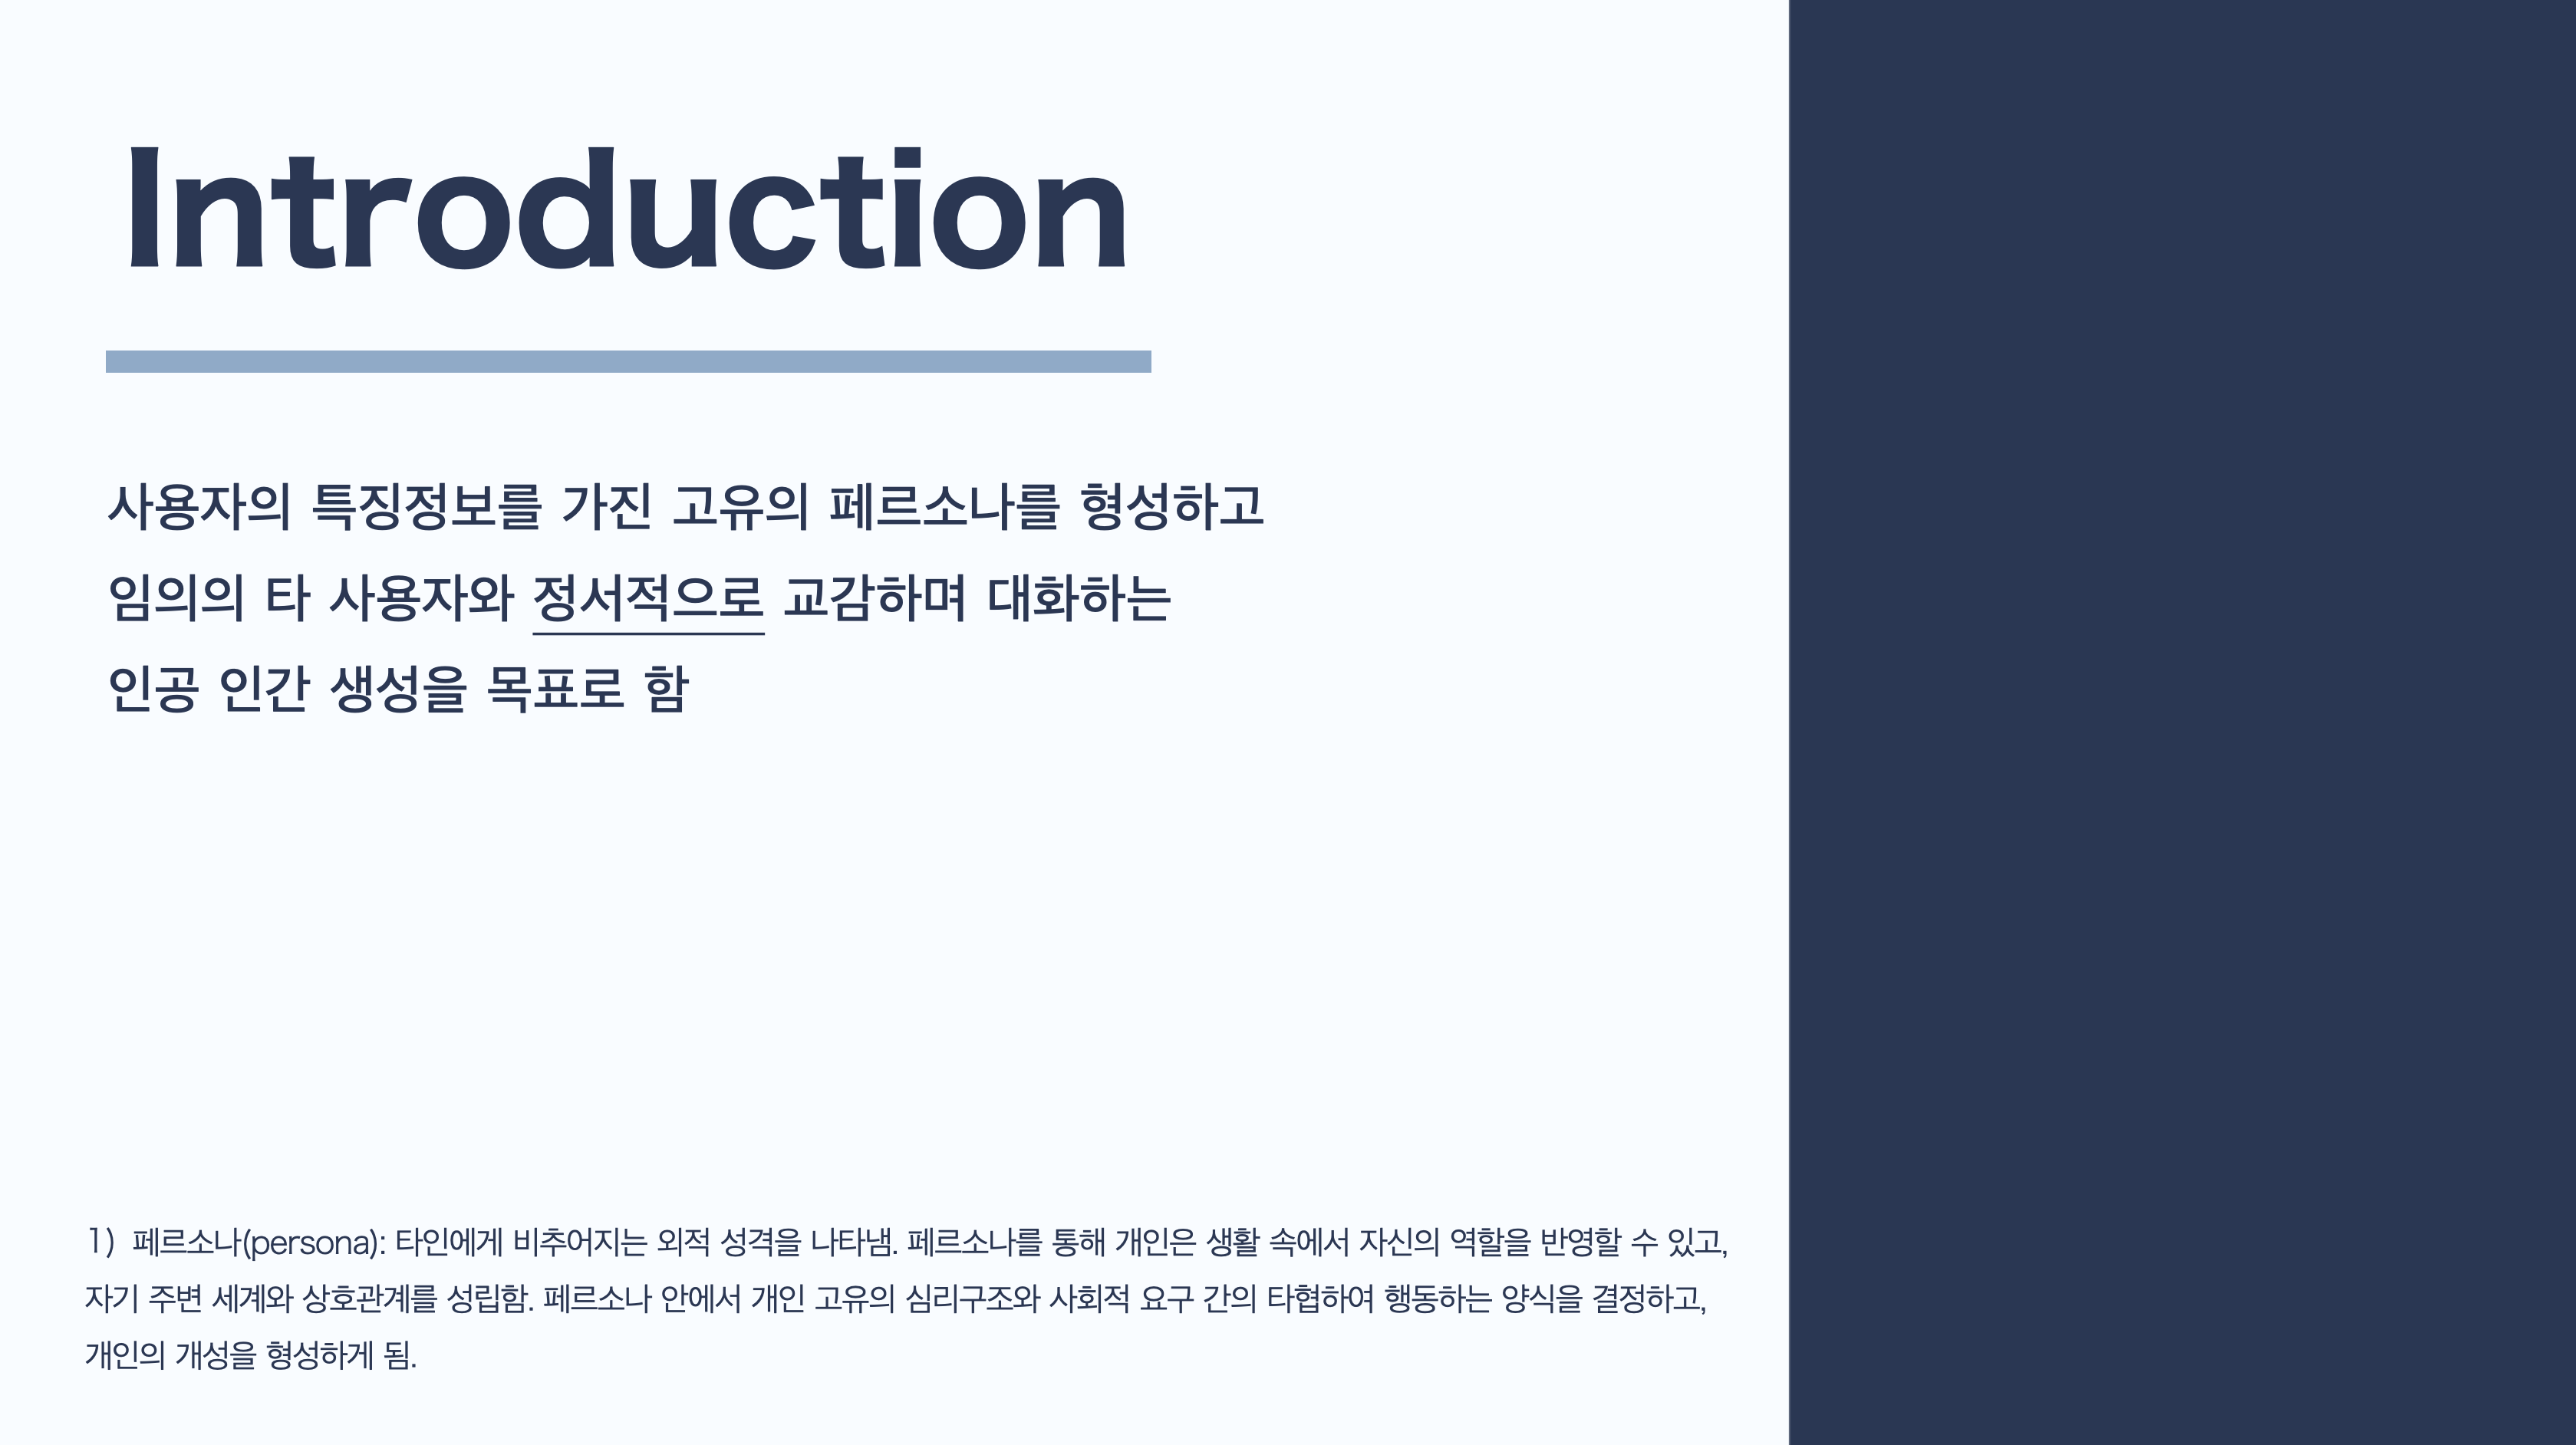 Introduction
사용자의 특징정보를 가진 고유의 페르소나를 형성하고
임의의 타 사용자와 정서적으로 교감하며 대화하는
인공 인간 생성을 목표로 함
1) 페르소나(persona): 타인에게 비추어지는 외적 성격을 나타냄. 페르소나를 통해 개인은 생활 속에서 자신의 역할을 반영할 수 있고,
자기 주변 세계와 상호관계를 성립함. 페르소나 안에서 개인 고유의 심리구조와 사회적 요구 간의 타협하여 행동하는 양식을 결정하고,
개인의 개성을 형성하게 됨.